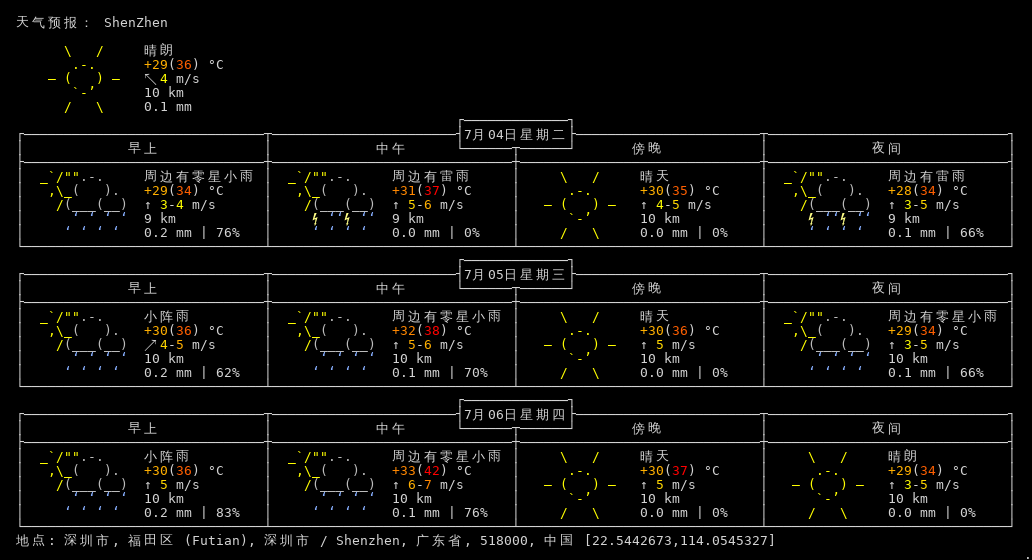 天气预报： ShenZhen
晴朗
+29(36) °C
↖ 4 m/s
10 km
0.1 mm
7月04日星期二
早上 中午 傍晚 夜间
周边有零星小雨 周边有雷雨 晴天 周边有雷雨
+29(34) °C +31(37) °C +30(35) °C +28(34) °C
↑ 3-4 m/s ↑ 5-6 m/s ↑ 4-5 m/s ↑ 3-5 m/s
9 km 9 km 10 km 9 km
0.2 mm | 76% 0.0 mm | 0% 0.0 mm | 0% 0.1 mm | 66%
7月05日星期三
早上 中午 傍晚 夜间
小阵雨 周边有零星小雨 晴天 周边有零星小雨
+30(36) °C +32(38) °C +30(36) °C +29(34) °C
↗ 4-5 m/s ↑ 5-6 m/s ↑ 5 m/s ↑ 3-5 m/s
10 km 10 km 10 km 10 km
0.2 mm | 62% 0.1 mm | 70% 0.0 mm | 0% 0.1 mm | 66%
7月06日星期四
早上 中午 傍晚 夜间
小阵雨 周边有零星小雨 晴天 晴朗
+30(36) °C +33(42) °C +30(37) °C +29(34) °C
↑ 5 m/s ↑ 6-7 m/s ↑ 5 m/s ↑ 3-5 m/s
10 km 10 km 10 km 10 km
0.2 mm | 83% 0.1 mm | 76% 0.0 mm | 0% 0.0 mm | 0%
地点: 深圳市, 福田区 (Futian), 深圳市 / Shenzhen, 广东省, 518000, 中国 [22.5442673,114.0545327]